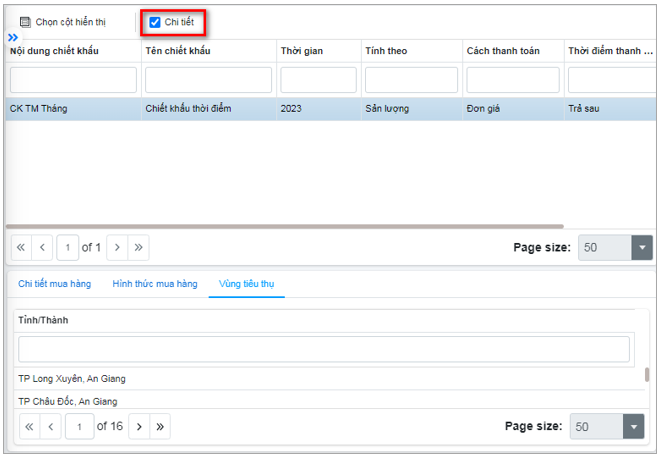 Chọn cột hiển thị
Chi tiết
Nội dung chiết khấu Tên chiết khấu Thời gian Tính theo Cách thanh toán Thời điểm thanh ...
CK TM Tháng Chiết khấu thời điểm 2023 Sản lượng Đơn giá Trả sau
1 of 1 Page size: 50
Chi tiết mua hàng Hình thức mua hàng Vùng tiêu thụ
Tỉnh/Thành
TP Long Xuyên, An Giang
TP Châu Đốc, An Giang
1 of 16 Page size: 50